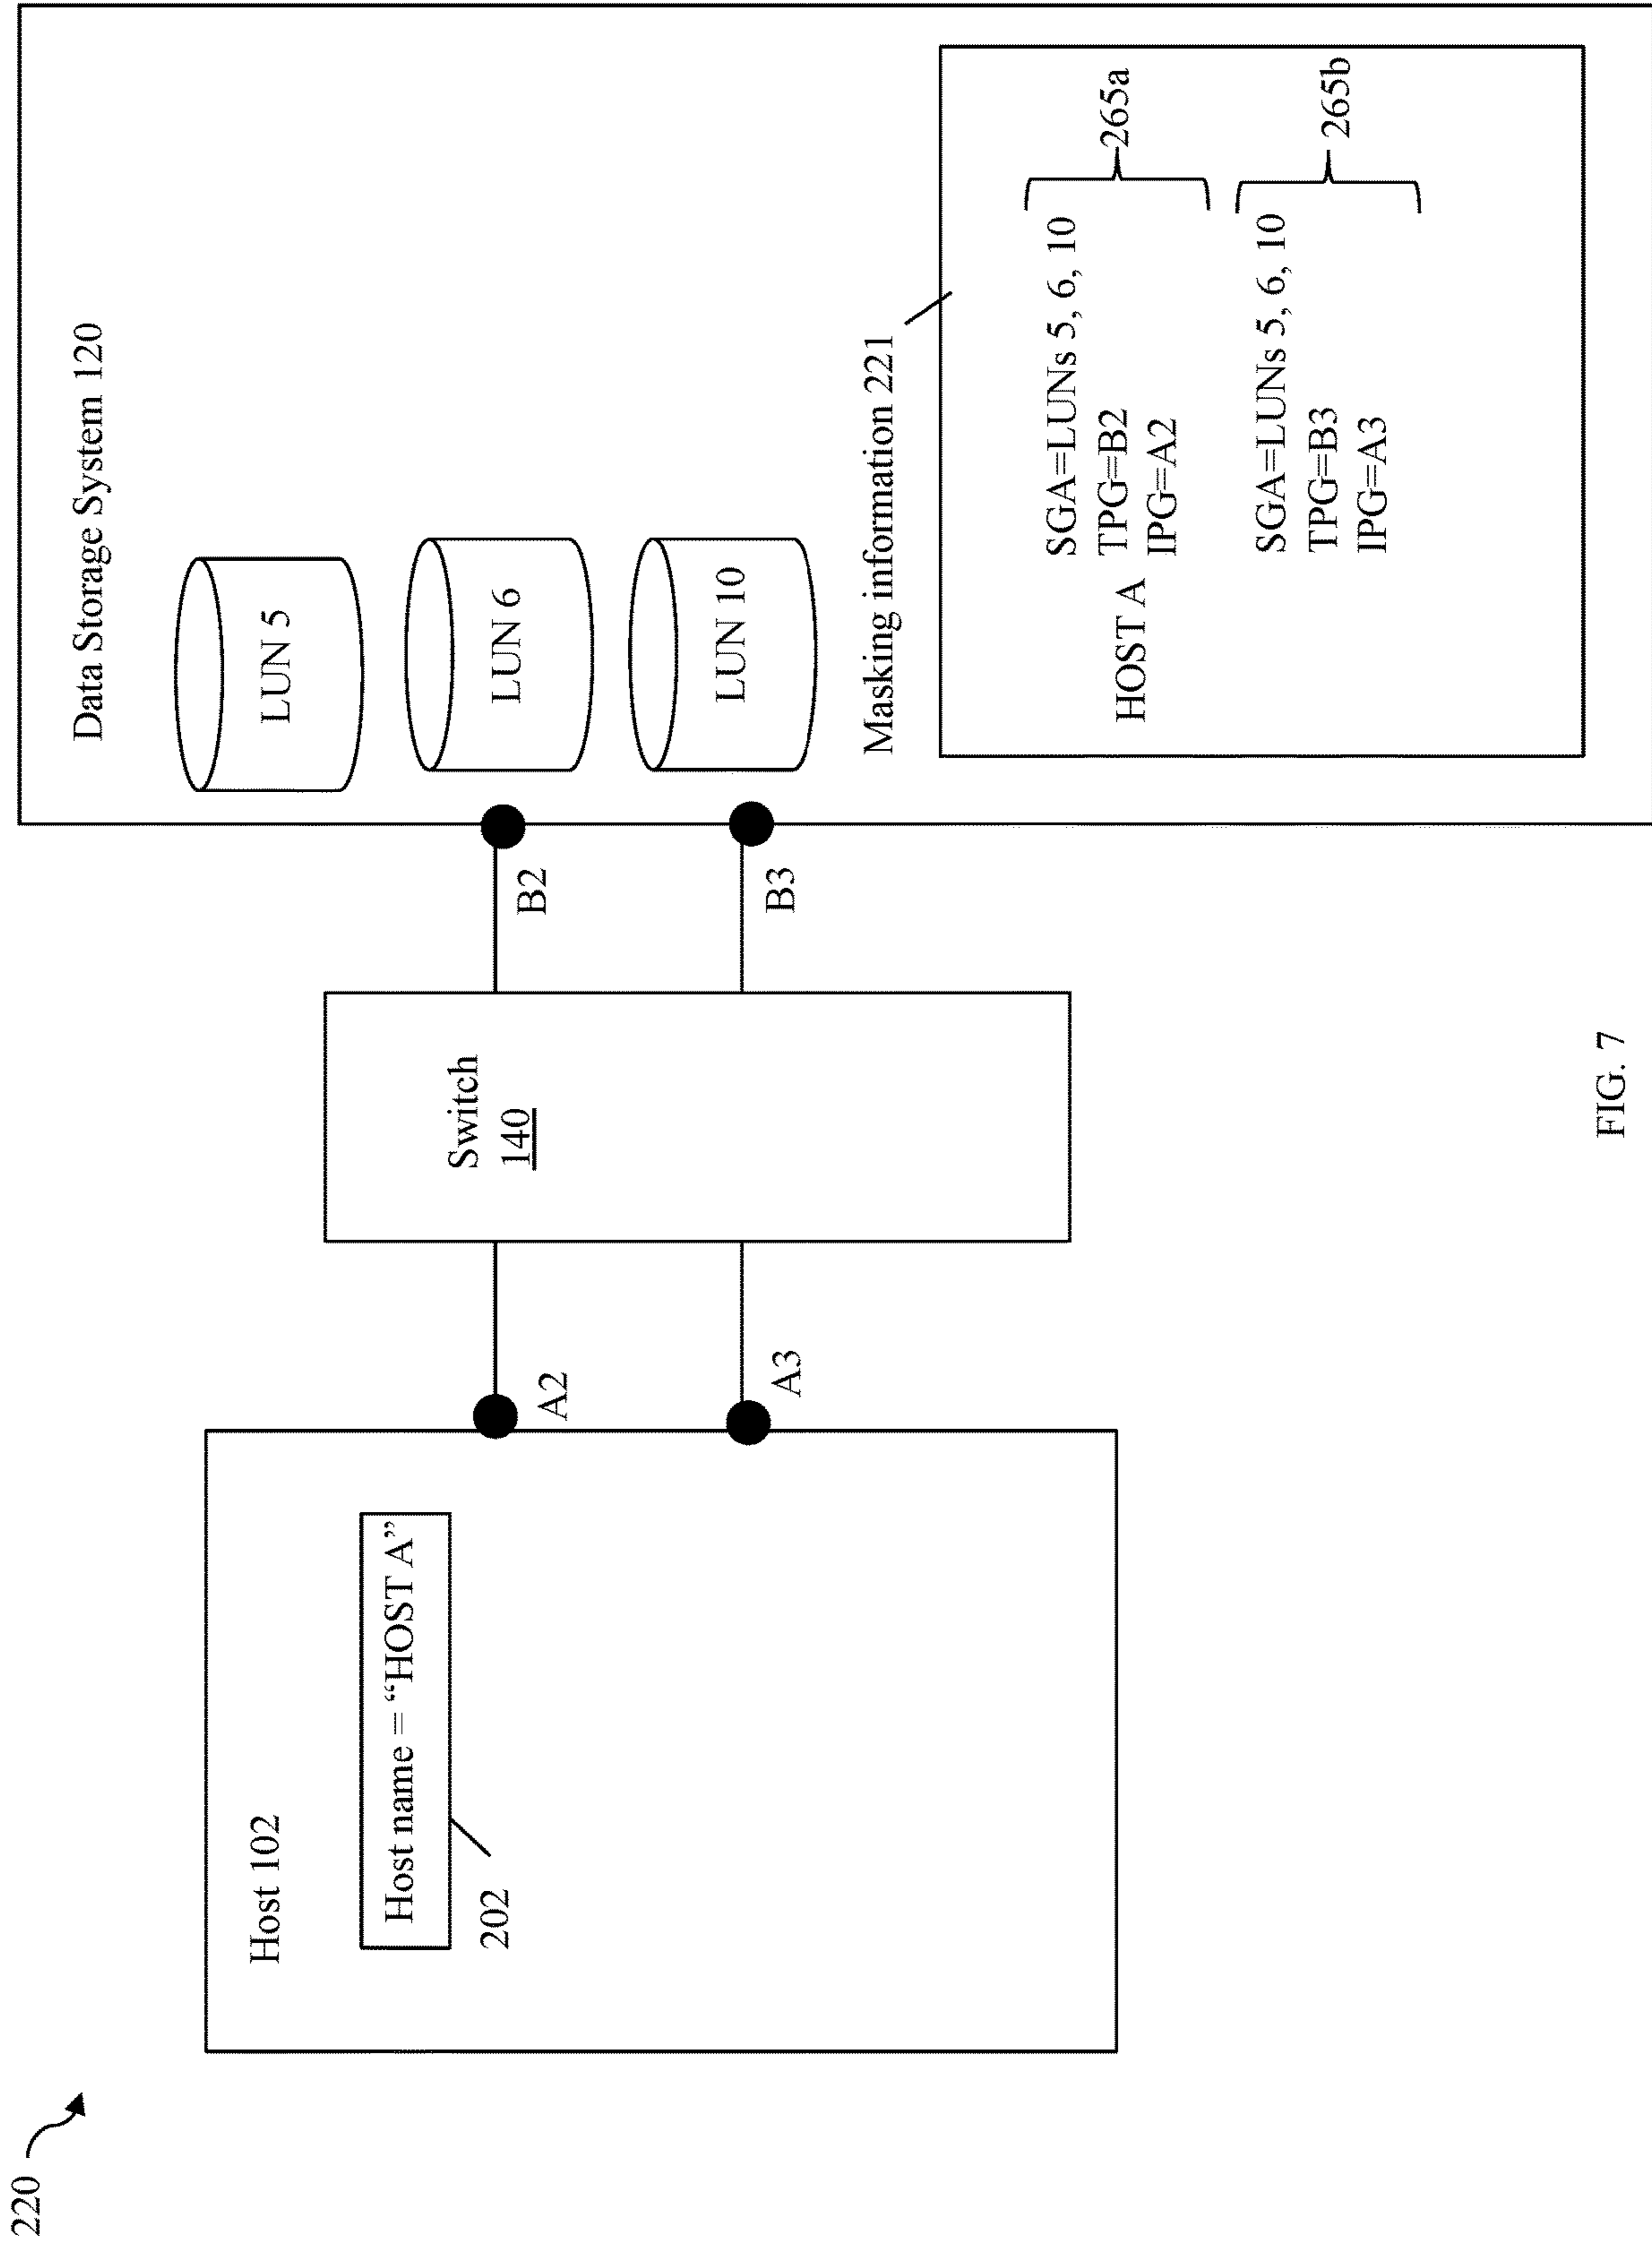 220
Host 102
Host name = “HOST A”
202
A2
A3
Switch
140
B2
B3
Data Storage System 120
LUN 5
LUN 6
LUN 10
Masking information 221
HOST A
SGA=LUNs 5, 6, 10
TPG=B2
IPG=A2
265a
SGA=LUNs 5, 6, 10
TPG=B3
IPG=A3
265b
FIG. 7